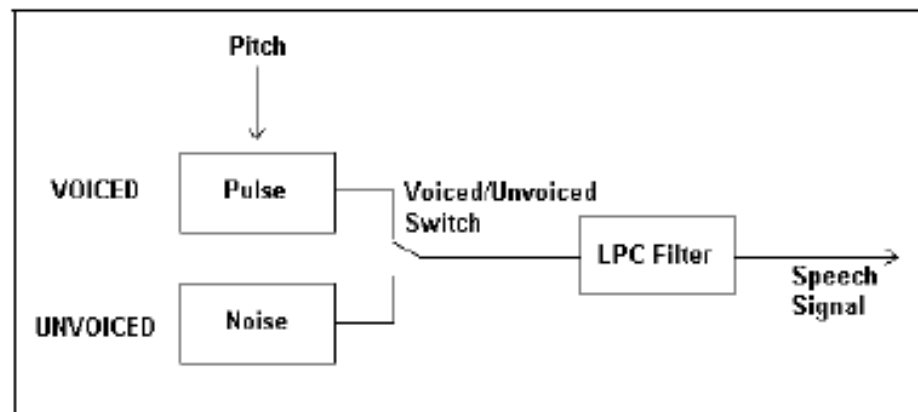 Pitch
VOICED
Pulse
Voiced/Unvoiced
Switch
LPC Filter
Speech
Signal
UNVOICED
Noise